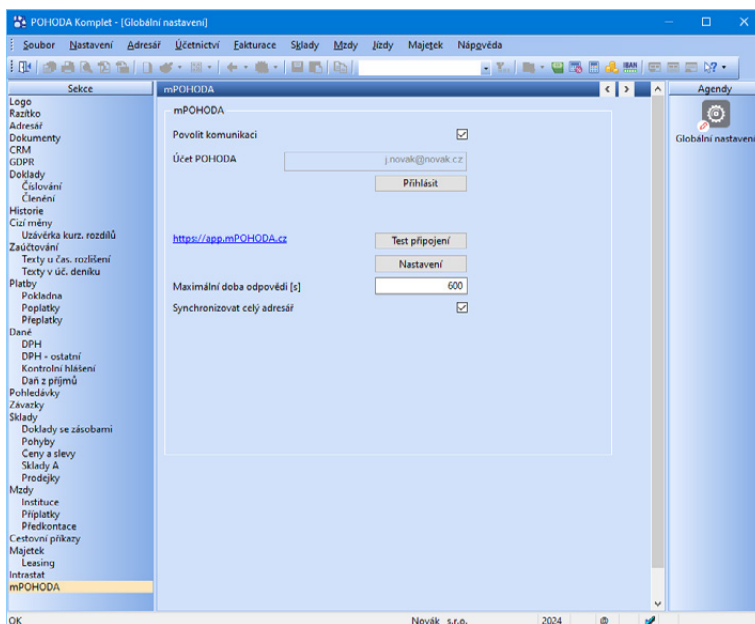 POHODA Komplet - [Globální nastavení]
Soubor Nastavení Adresář Účetnictví Fakturace Sklady Mzdy Jízdy Majetek Nápověda
IBAN
Sekce
mPOHODA
Agendy
Logo
Razítko
Adresář
Dokumenty
CRM
GDPR
Doklady
Číslování
Členění
Historie
Cizí měny
Uzávěrka kurz. rozdílů
Zaúčtování
Texty u čas. rozlišení
Texty v úč. deníku
Platby
Pokladna
Poplatky
Přeplatky
Daně
DPH
DPH - ostatní
Kontrolní hlášení
Daň z příjmů
Pohledávky
Závazky
Sklady
Doklady se zásobami
Pohyby
Ceny a slevy
Sklady A
Prodejky
Mzdy
Instituce
Příplatky
Předkontace
Cestovní příkazy
Majetek
Leasing
Intrastat
mPOHODA
mPOHODA
Povolit komunikaci
Účet POHODA j.novak@novak.cz
Přihlásit
https://app.mPOHODA.cz Test připojení
Nastavení
Maximální doba odpovědi [s] 600
Synchronizovat celý adresář
Globální nastavení
OK Novák s.r.o. 2024 @